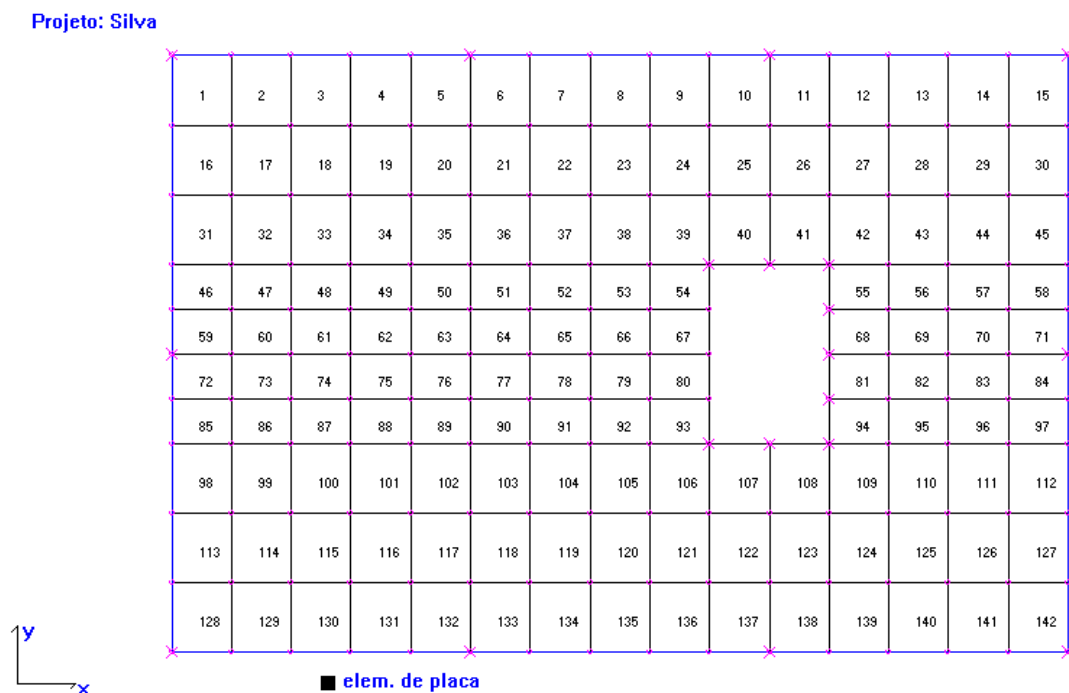 Projeto: Silva
1 2 3 4 5 6 7 8 9 10 11 12 13 14 15
16 17 18 19 20 21 22 23 24 25 26 27 28 29 30
31 32 33 34 35 36 37 38 39 40 41 42 43 44 45
46 47 48 49 50 51 52 53 54 55 56 57 58
59 60 61 62 63 64 65 66 67 68 69 70 71
72 73 74 75 76 77 78 79 80 81 82 83 84
85 86 87 88 89 90 91 92 93 94 95 96 97
98 99 100 101 102 103 104 105 106 107 108 109 110 111 112
113 114 115 116 117 118 119 120 121 122 123 124 125 126 127
128 129 130 131 132 133 134 135 136 137 138 139 140 141 142
y
x
elem. de placa